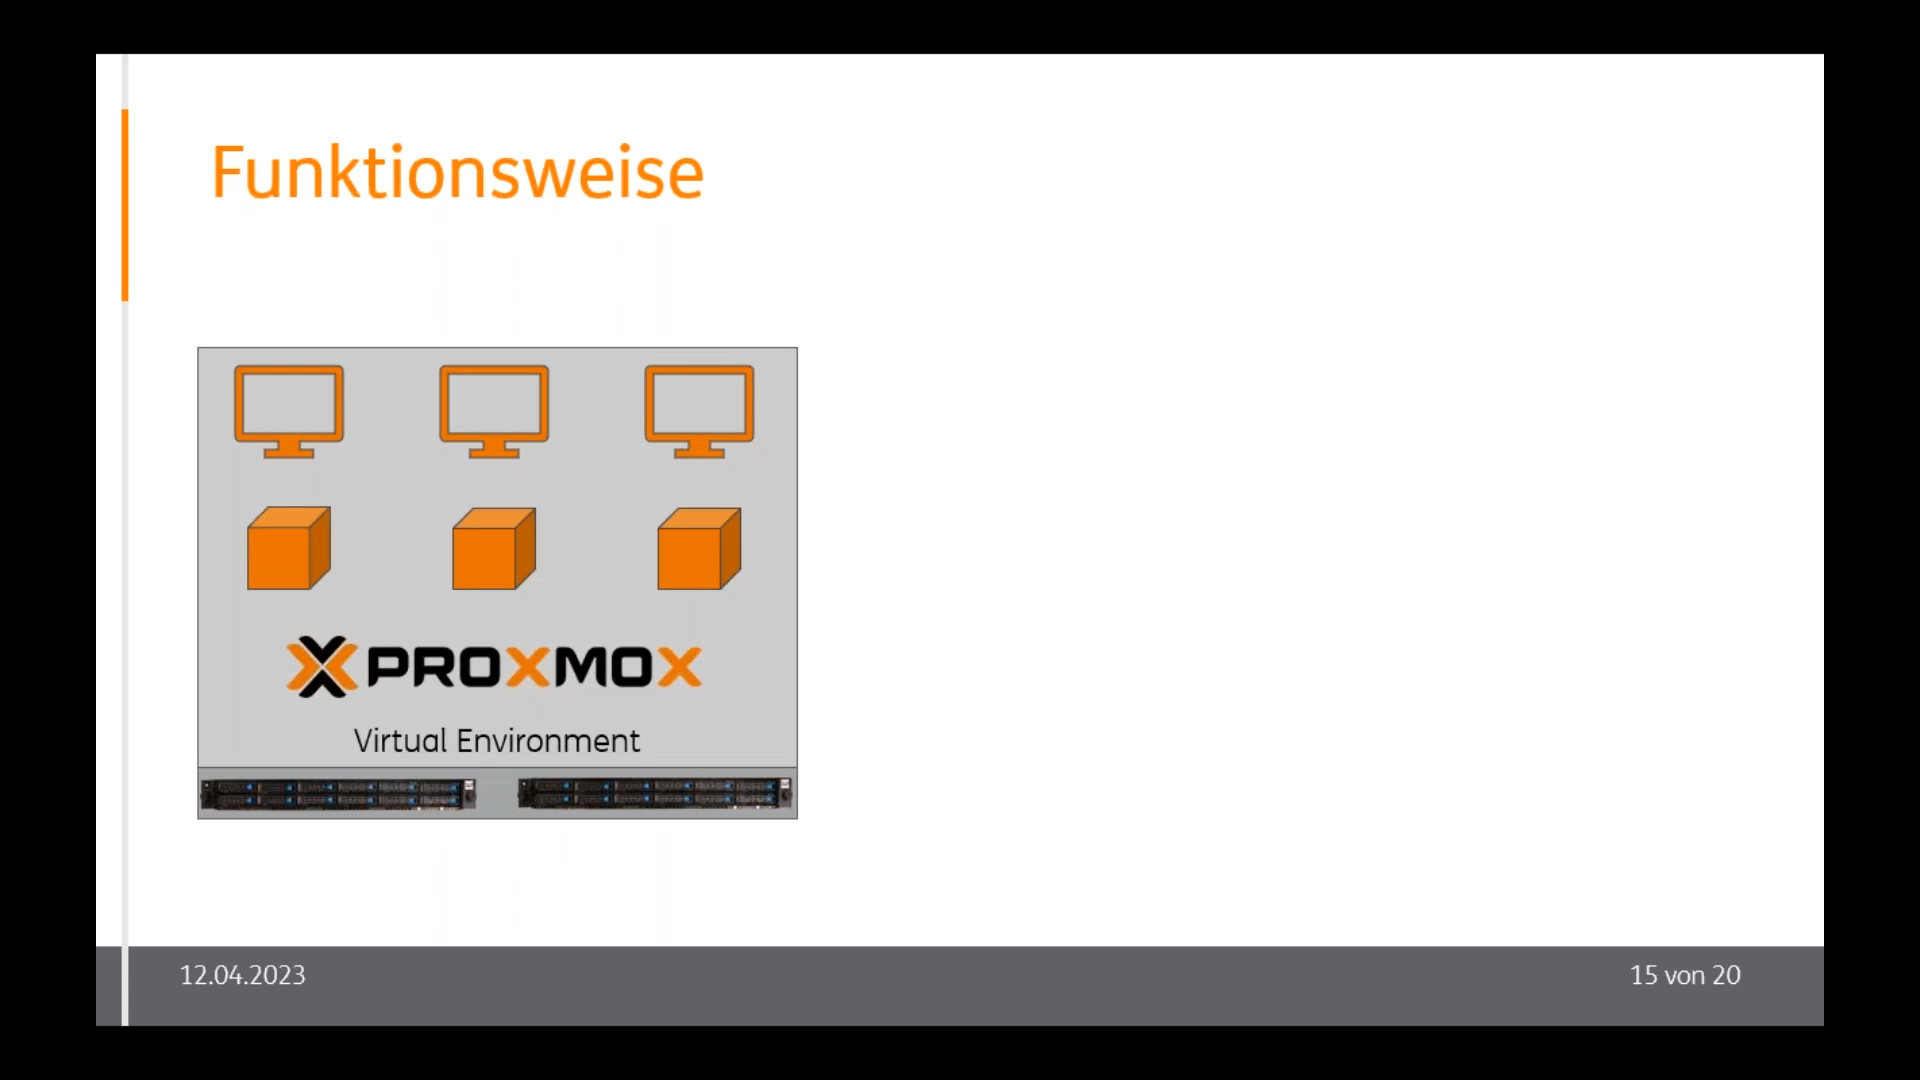 Funktionsweise
PROXMOX
Virtual Environment
12.04.2023
15 von 20